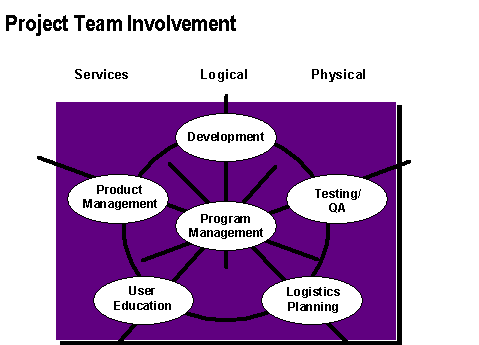 Project Team Involvement
Services Logical Physical
Development
Product
Management
Testing/
QA
Program
Management
User
Education
Logistics
Planning